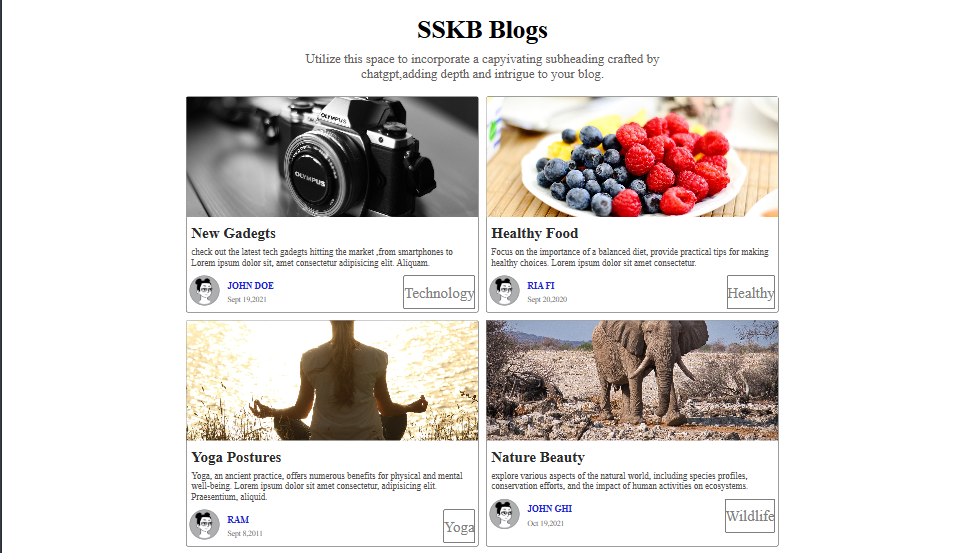 SSKB Blogs
Utilize this space to incorporate a capyivating subheading crafted by
chatgpt,adding depth and intrigue to your blog.
OLYMPUS
OLYMPUS
New Gadegts
check out the latest tech gadegts hitting the market ,from smartphones to
Lorem ipsum dolor sit, amet consectetur adipisicing elit. Aliquam.
JOHN DOE
Sept 19,2021
Technology
Healthy Food
Focus on the importance of a balanced diet, provide practical tips for making
healthy choices. Lorem ipsum dolor sit amet consectetur.
RIA FI
Sept 20,2020
Healthy
Yoga Postures
Yoga, an ancient practice, offers numerous benefits for physical and mental
well-being. Lorem ipsum dolor sit amet consectetur, adipisicing elit.
Praesentium, aliquid.
RAM
Sept 8,2011
Yoga
Nature Beauty
explore various aspects of the natural world, including species profiles,
conservation efforts, and the impact of human activities on ecosystems.
JOHN GHI
Oct 19,2021
Wildlife